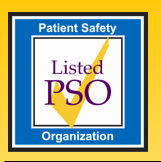 Patient Safety
Listed
PSO
Organization